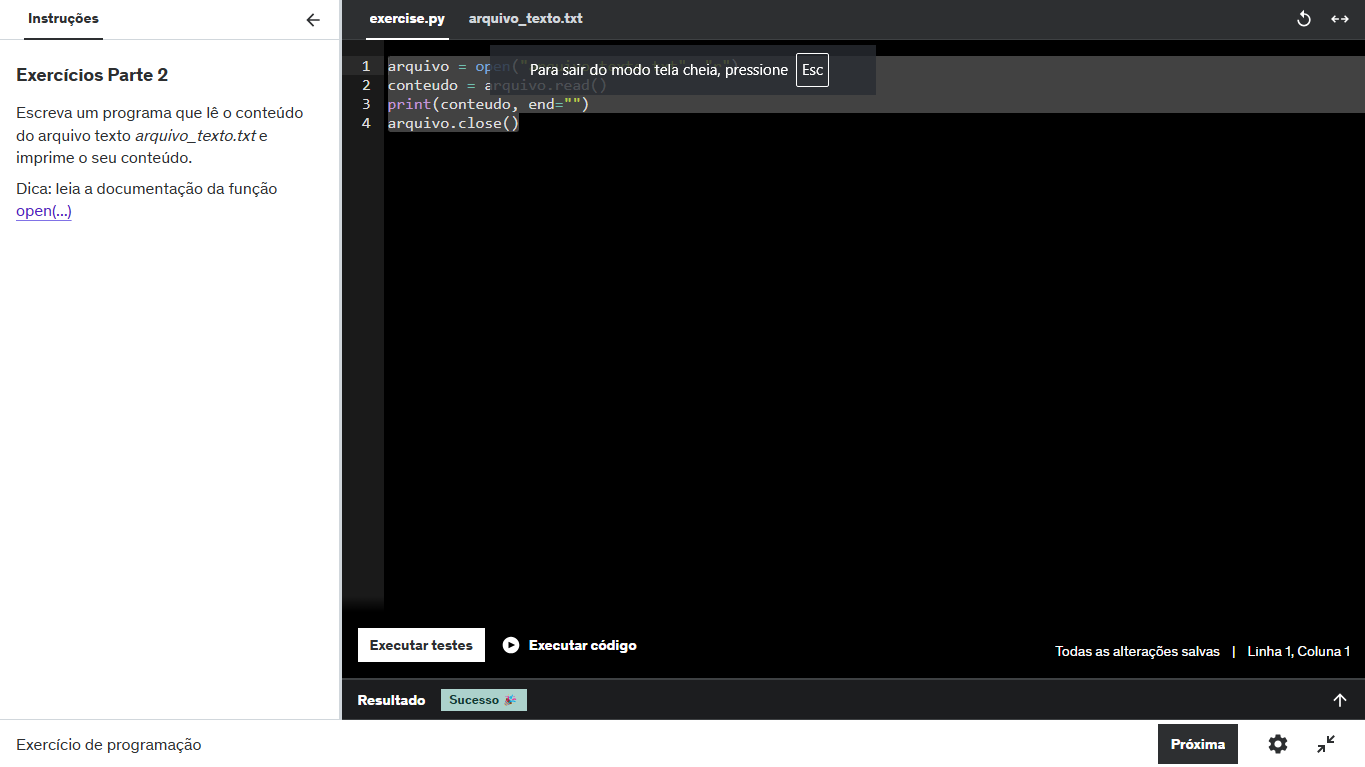 Instruções
exercise.py
arquivo_texto.txt
Exercícios Parte 2
Escreva um programa que lê o conteúdo
do arquivo texto arquivo_texto.txt e
imprime o seu conteúdo.
Dica: leia a documentação da função
open(...)
Para sair do modo tela cheia, pressione Esc
1 arquivo = open("
2 conteudo = arquivo.read()
3 print(conteudo, end="")
4 arquivo.close()
Executar testes
Executar código
Todas as alterações salvas | Linha 1, Coluna 1
Resultado
Sucesso 🎉
Exercício de programação
Próxima